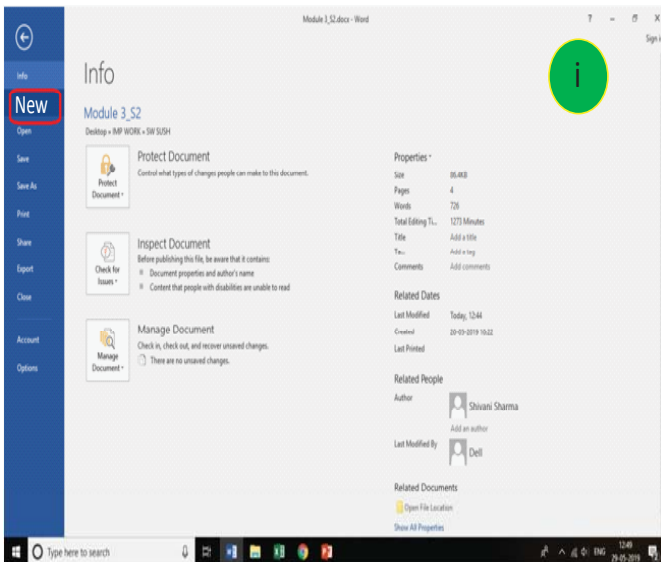 Module 3_S2.docx - Word
?
Sign i
Info
New
Open
Save
Save As
Print
Share
Export
Close
Account
Options
Info
i
Module 3_S2
Desktop » IMP WORK » SW SUSH
Protect Document
Protect Document
Control what types of changes people can make to this document.
Inspect Document
Check for Issues
Before publishing this file, be aware that it contains:
Document properties and author's name
Content that people with disabilities are unable to read
Manage Document
Manage Document
Check in, check out, and recover unsaved changes.
There are no unsaved changes.
Properties
Size 86.4KB
Pages 4
Words 726
Total Editing Ti... 1273 Minutes
Title Add a title
Ta... Add a tag
Comments Add comments
Related Dates
Last Modified Today, 12:44
Created 20-03-2019 10:22
Last Printed
Related People
Author Shivani Sharma
Add an author
Last Modified By Dell
Related Documents
Open File Location
Show All Properties
Type here to search
ENG
12:49
29-05-2019